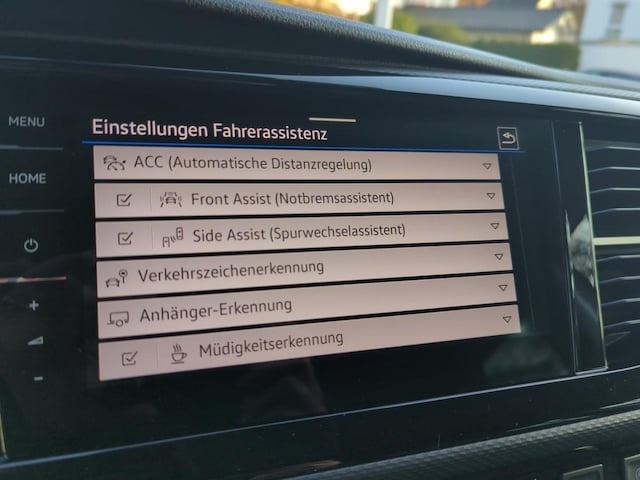 MENU
HOME
Einstellungen Fahrerassistenz
ACC (Automatische Distanzregelung)
Front Assist (Notbremsassistent)
Side Assist (Spurwechselassistent)
Verkehrszeichenerkennung
Anhänger-Erkennung
Müdigkeitserkennung
+
-